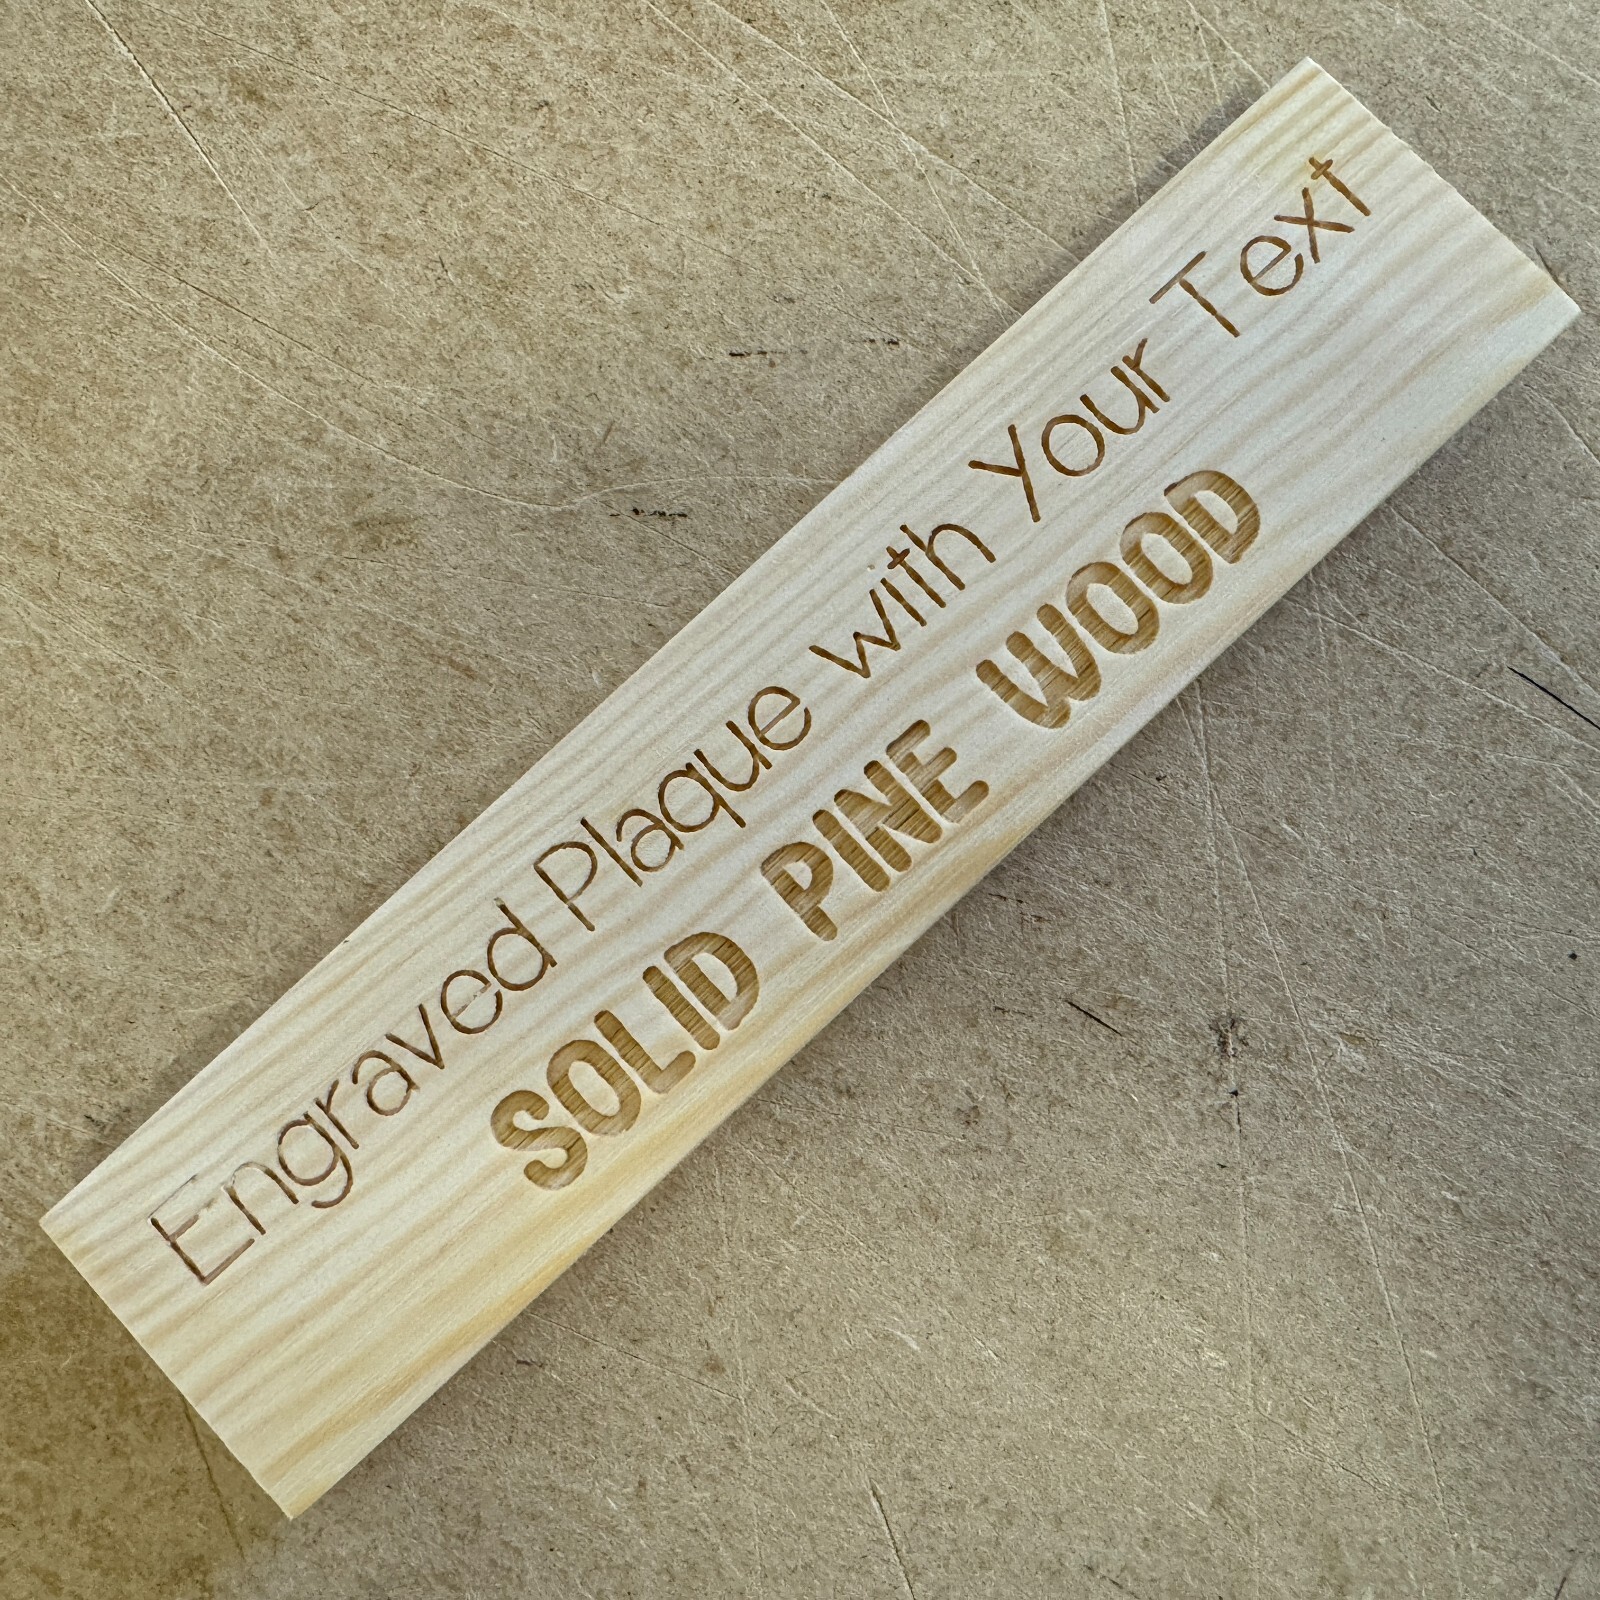 Engraved Plaque with Your Text
SOLID PINE WOOD